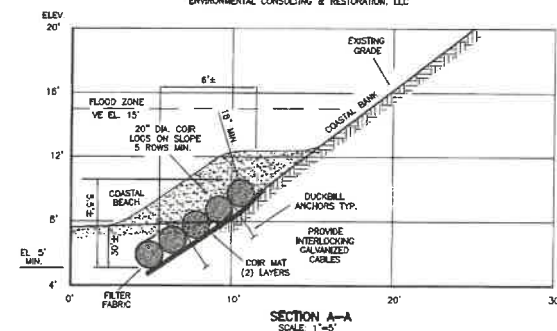 ENVIRONMENTAL CONSULTING & RESTORATION, LLC
ELEV.
20'
16'
12'
8'
4'
EXISTING
GRADE
6'±
FLOOD ZONE
VE EL. 15'
COASTAL BANK
18" MIN.
20" DIA. COIR
LOGS ON SLOPE
5 ROWS MIN.
COASTAL
BEACH
DUCKBILL
ANCHORS TYP.
PROVIDE
INTERLOCKING
GALVANIZED
CABLES
EL 5'
MIN.
COIR MAT
(2) LAYERS
FILTER
FABRIC
0'
10'
20'
30
SECTION A-A
SCALE: 1"=5'